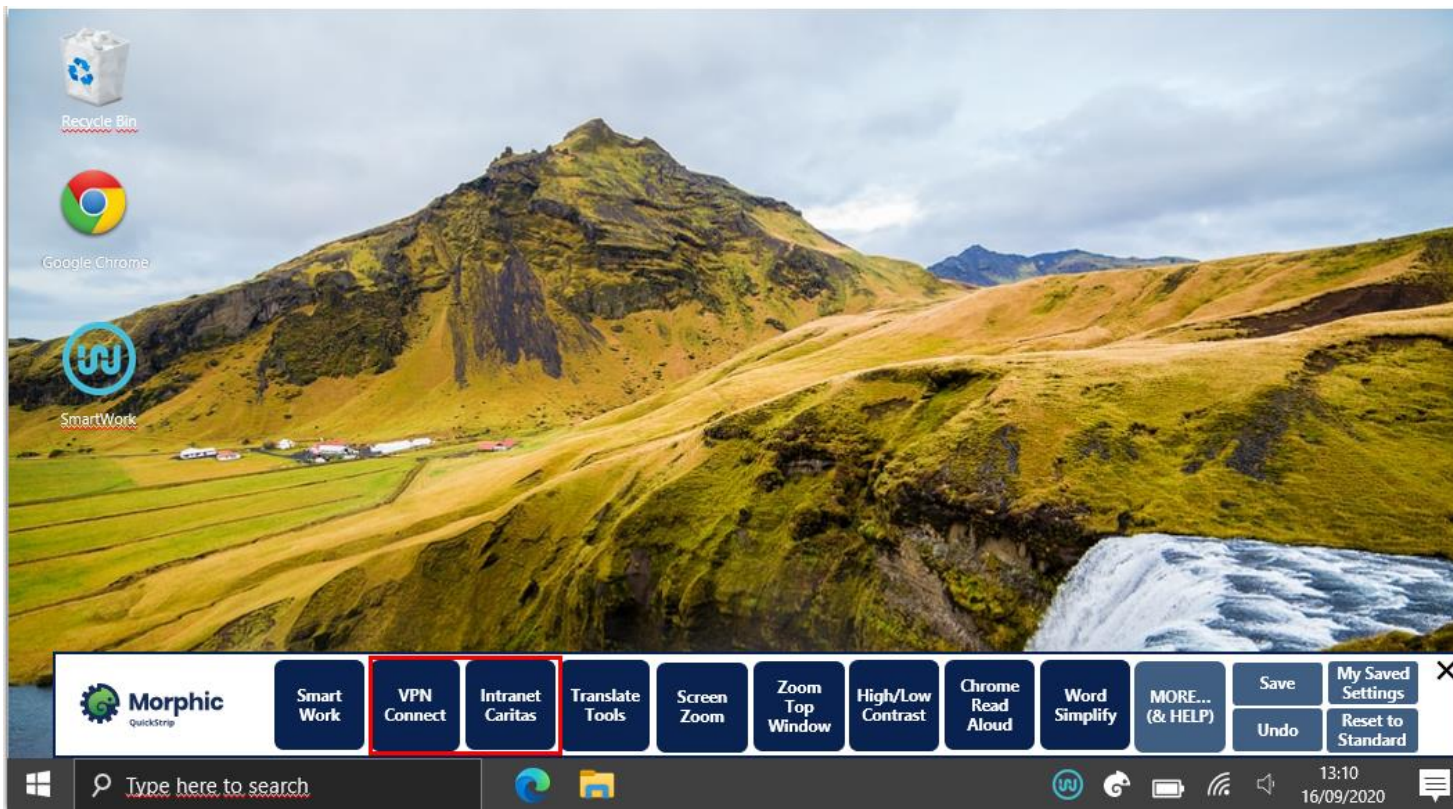 Recycle Bin
Google Chrome
SmartWork
Morphic
QuickStrip
Smart
Work
VPN
Connect
Intranet
Caritas
Translate
Tools
Screen
Zoom
Zoom
Top
Window
High/Low
Contrast
Chrome
Read
Aloud
Word
Simplify
MORE...
(& HELP)
Save
Undo
My Saved
Settings
Reset to
Standard
X
Type here to search
13:10
16/09/2020